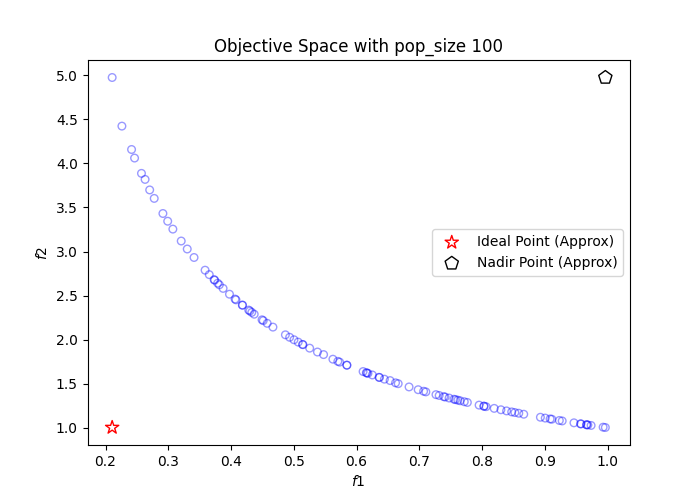 Objective Space with pop_size 100
5.0
4.5
4.0
3.5
3.0
2.5
2.0
1.5
1.0
f2
Ideal Point (Approx)
Nadir Point (Approx)
0.2 0.3 0.4 0.5 0.6 0.7 0.8 0.9 1.0
f1